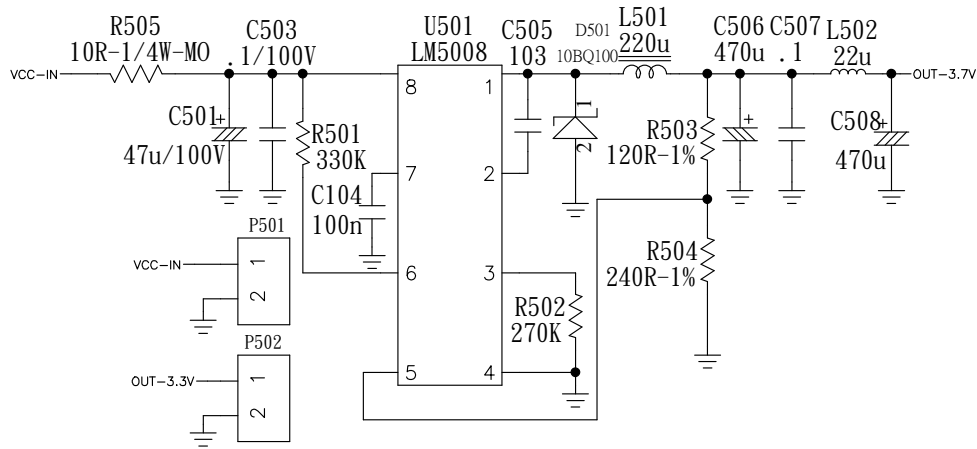 R505
10R-1/4W-MO
C503
.1/100V
U501
LM5008
C505
103
L501
220u
D501
10BQ100
C506
470u
C507
.1
L502
22u
VCC-IN
OUT-3.7V
8
1
7
2
6
3
5
4
C501
+
47u/100V
R501
330K
C104
100n
1
2
R503
120R-1%
+
C508
+
470u
R504
240R-1%
R502
270K
P501
VCC-IN
1
2
P502
OUT-3.3V
1
2